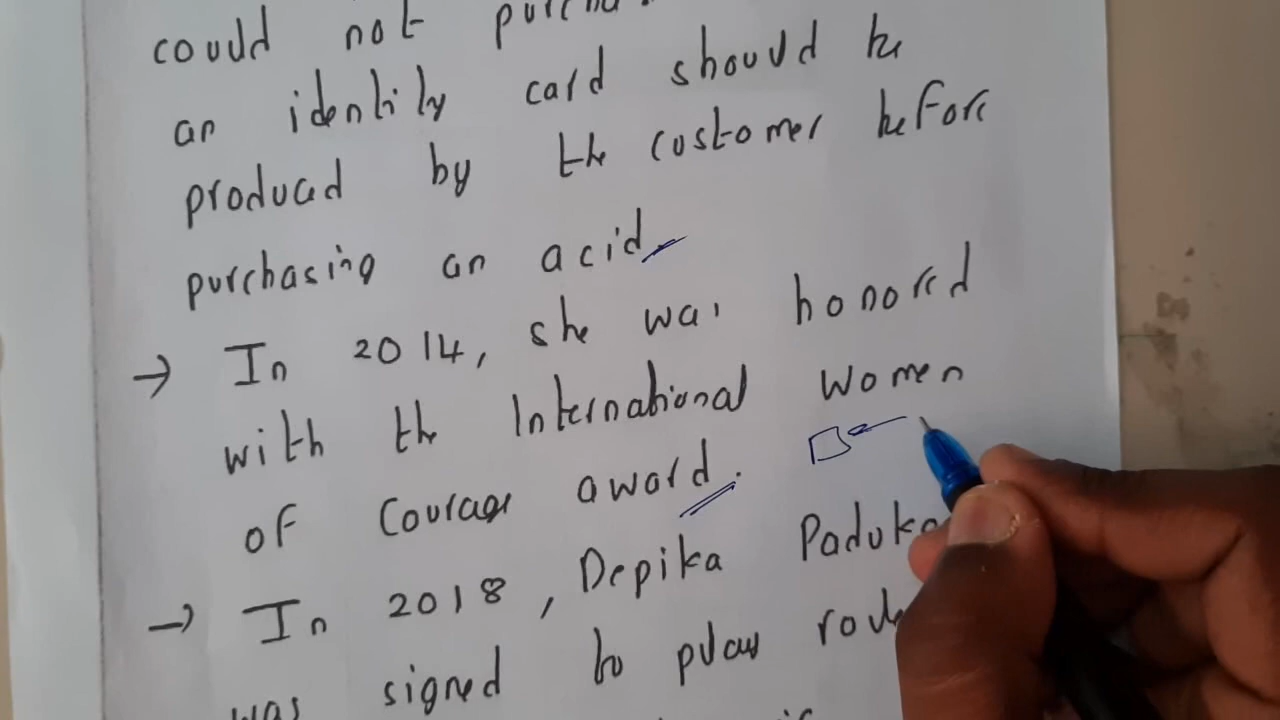 could not
an identity card should be
produced by the customer before
purchasing an acid
→ In 2014, she was honored
with the International Women
of Courage award.
→ In 2018, Depika
was signed to play